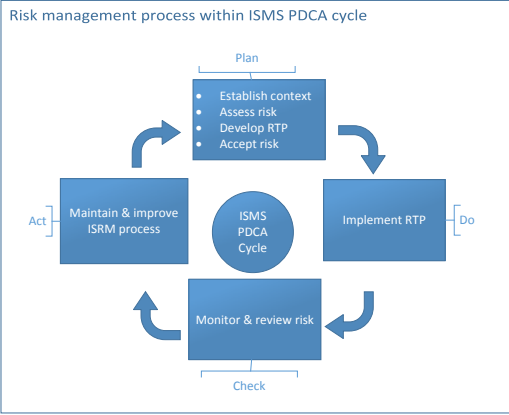 Risk management process within ISMS PDCA cycle
Plan
• Establish context
• Assess risk
• Develop RTP
• Accept risk
Act
Maintain & improve
ISRM process
ISMS
PDCA
Cycle
Implement RTP
Do
Monitor & review risk
Check